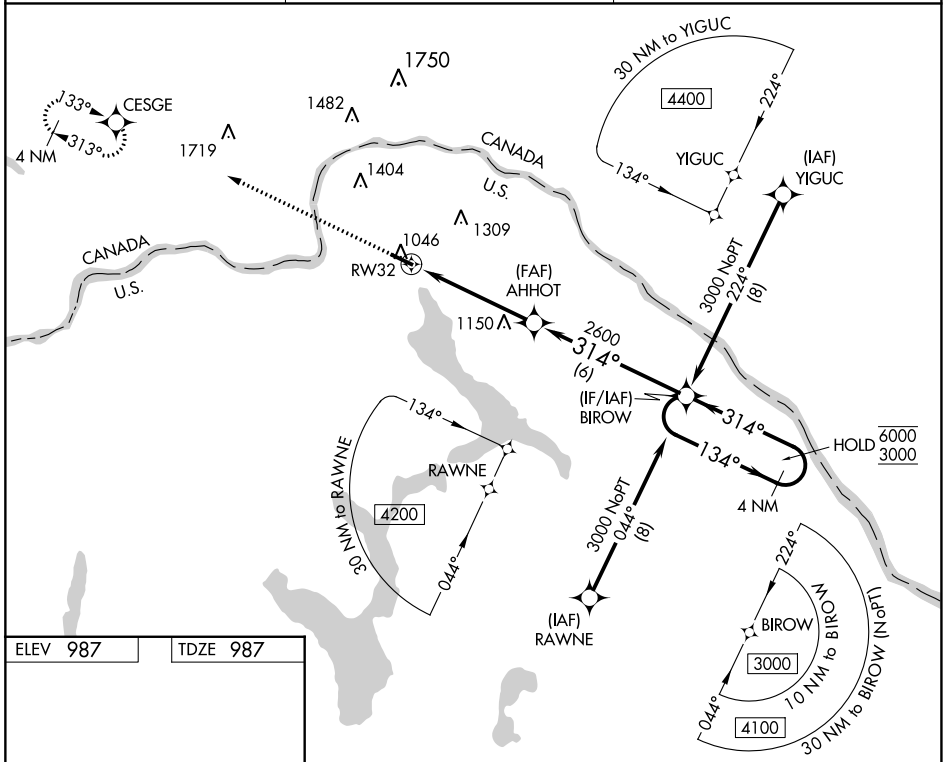 1750
30 NM to YIGUC
4400
224°
134°
YIGUC
133°
CESGE
313°
4 NM
1482
1719
CANADA
U.S.
1404
(IAF)
YIGUC
1309
1046
RW32
CANADA
U.S.
(FAF)
AHHOT
3000 NoPT
224°
(8)
1150
2600
314°
(6)
(IF/IAF)
BIROW
314°
134°
HOLD 6000
3000
4 NM
134°
RAWNE
30 NM to RAWNE
4200
044°
3000 NoPT
044°
(8)
(IAF)
RAWNE
224°
BIROW
3000
10 NM to BIROW
044°
4100
30 NM to BIROW (NoPT)
ELEV 987
TDZE 987